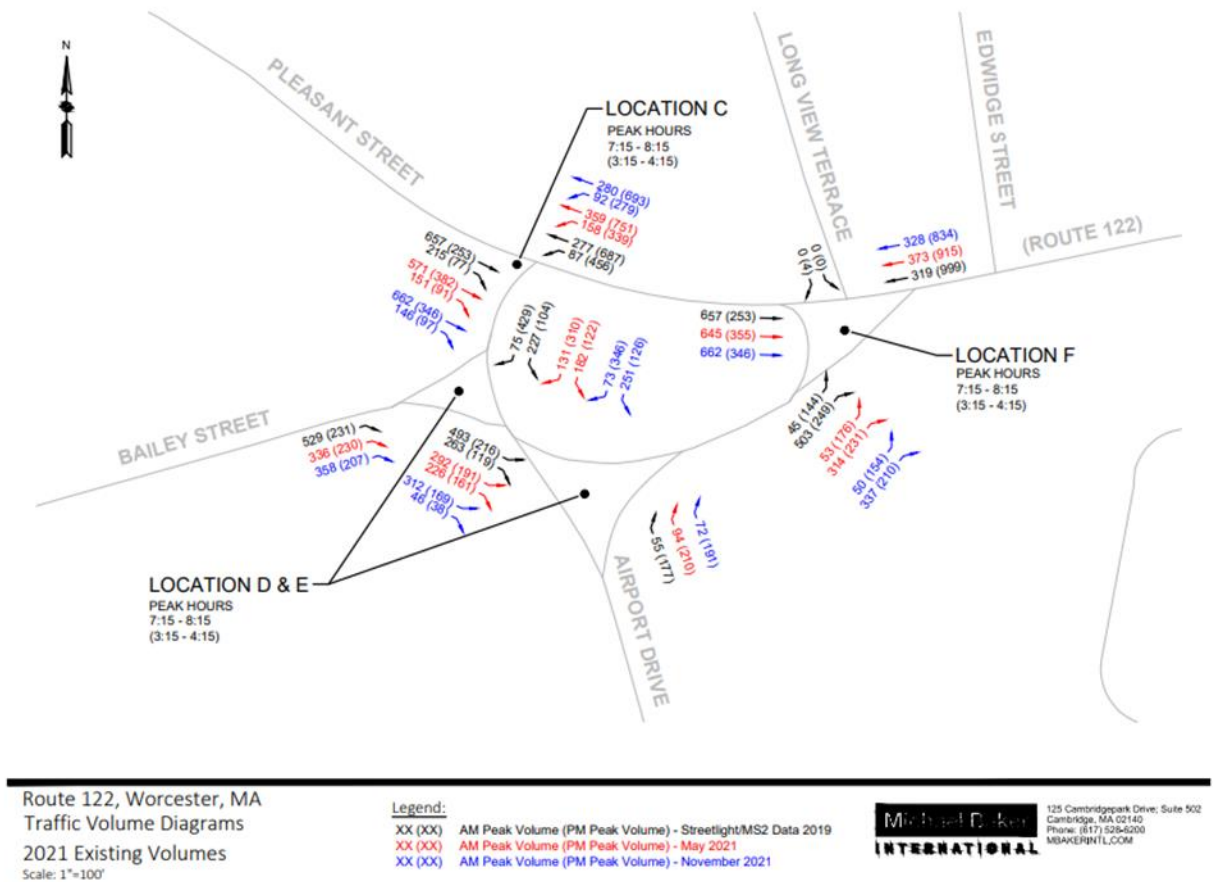 N
PLEASANT STREET
LOCATION C
PEAK HOURS
7:15 - 8:15
(3:15 - 4:15)
LONG VIEW TERRACE
EDWIDGE STREET
(ROUTE 122)
280 (693)
92 (279)
359 (751)
158 (339)
277 (687)
87 (456)
657 (253)
215 (77)
571 (382)
151 (91)
662 (346)
146 (97)
0 (0)
0 (4)
328 (834)
373 (915)
319 (999)
657 (253)
645 (355)
662 (346)
75 (429)
227 (104)
131 (310)
182 (122)
73 (346)
251 (126)
LOCATION F
PEAK HOURS
7:15 - 8:15
(3:15 - 4:15)
45 (144)
503 (249)
53 (176)
314 (231)
50 (154)
337 (210)
BAILEY STREET
529 (231)
336 (230)
358 (207)
493 (216)
263 (119)
292 (191)
226 (161)
312 (169)
46 (38)
55 (177)
94 (210)
72 (191)
AIRPORT DRIVE
LOCATION D & E
PEAK HOURS
7:15 - 8:15
(3:15 - 4:15)
Route 122, Worcester, MA
Traffic Volume Diagrams
2021 Existing Volumes
Scale: 1"=100'
Legend:
XX (XX) AM Peak Volume (PM Peak Volume) - Streetlight/MS2 Data 2019
XX (XX) AM Peak Volume (PM Peak Volume) - May 2021
XX (XX) AM Peak Volume (PM Peak Volume) - November 2021
Michael Baker
INTERNATIONAL
125 Cambridgepark Drive; Suite 502
Cambridge, MA 02140
Phone: (617) 528-6200
MBAKERINTL.COM